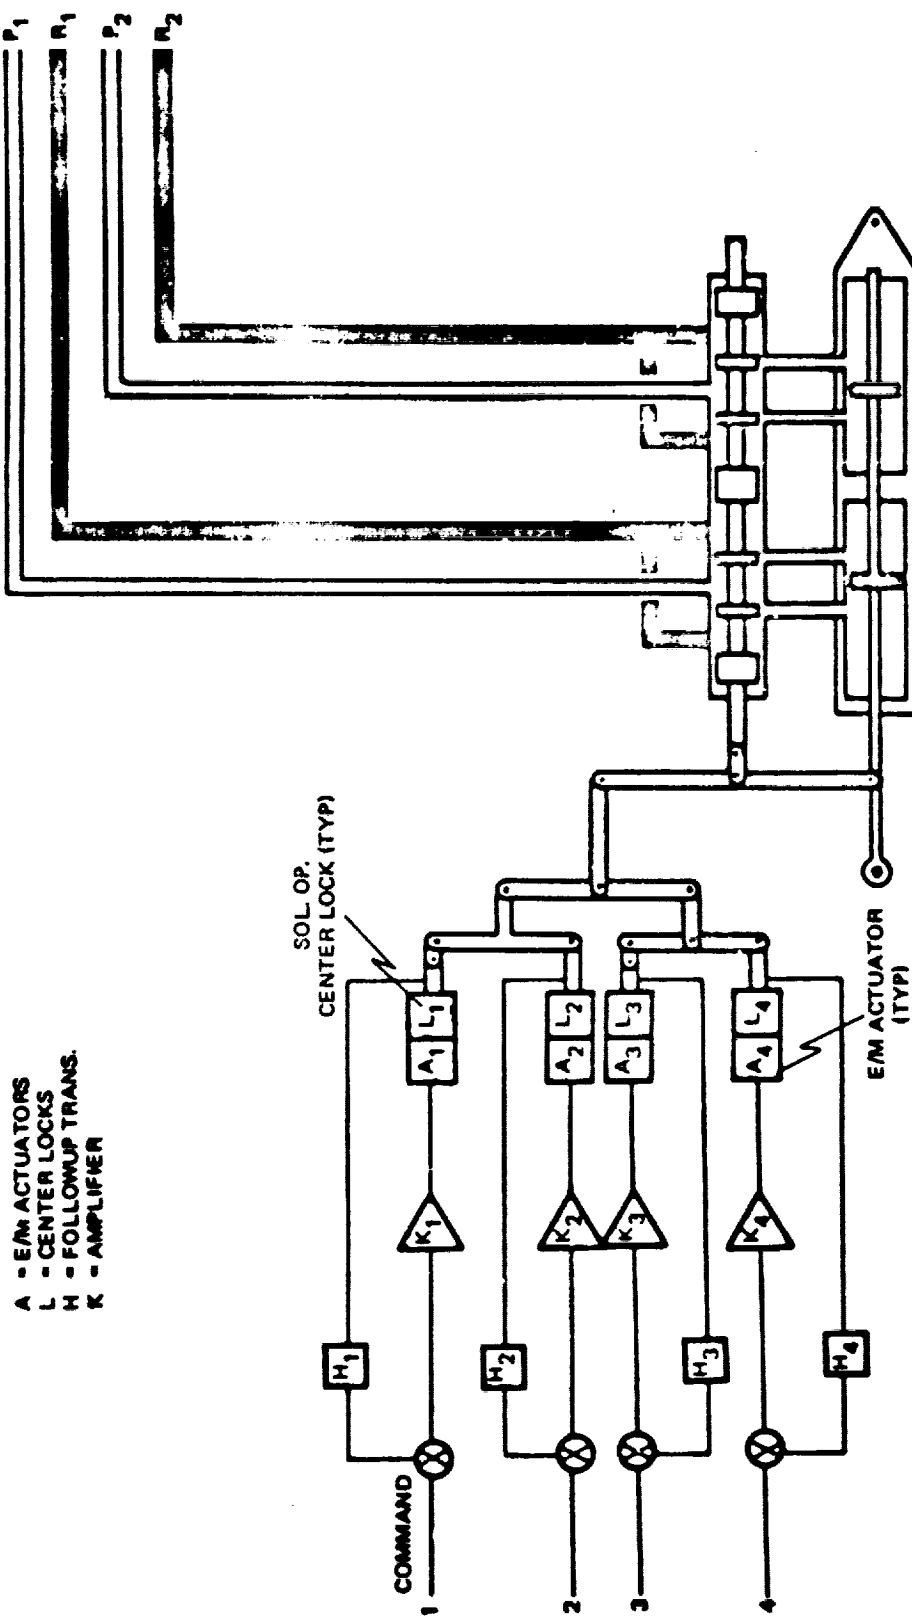 A = E/M ACTUATORS
L = CENTER LOCKS
H = FOLLOWUP TRANS.
K = AMPLIFIER
P1
R1
P2
R2
SOL. OP.
CENTER LOCK (TYP)
COMMAND
1
H1
K1
A1
L1
2
H2
K2
A2
L2
3
H3
K3
A3
L3
4
H4
K4
A4
L4
E/M ACTUATOR
(TYP)